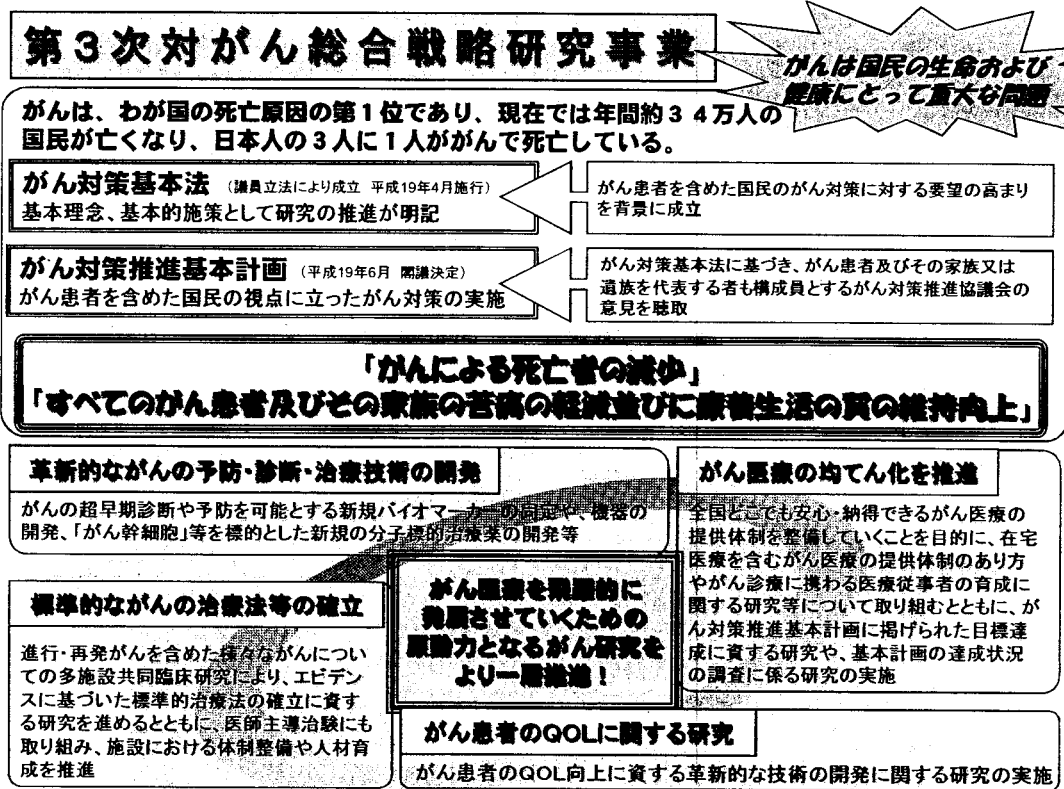 第3次対がん総合戦略研究事業
がんは国民の生命および
健康にとって重大な問題
がんは、わが国の死亡原因の第1位であり、現在では年間約34万人の
国民が亡くなり、日本人の3人に1人ががんで死亡している。
がん対策基本法 (議員立法により成立 平成19年4月施行)
基本理念、基本的施策として研究の推進が明記
がん患者を含めた国民のがん対策に対する要望の高まり
を背景に成立
がん対策推進基本計画 (平成19年6月 閣議決定)
がん患者を含めた国民の視点に立ったがん対策の実施
がん対策基本法に基づき、がん患者及びその家族又は
遺族を代表する者も構成員とするがん対策推進協議会の
意見を聴取
「がんによる死亡者の減少」
「すべてのがん患者及びその家族の苦痛の軽減並びに療養生活の質の維持向上」
革新的ながんの予防・診断・治療技術の開発
がんの超早期診断や予防を可能とする新規バイオマーカーの同定や、機器の
開発、「がん幹細胞」等を標的とした新規の分子標的治療薬の開発等
がん医療の均てん化を推進
全国どこでも安心・納得できるがん医療の
提供体制を整備していくことを目的に、在宅
医療を含むがん医療の提供体制のあり方
やがん診療に携わる医療従事者の育成に
関する研究等について取り組むとともに、が
ん対策推進基本計画に掲げられた目標達
成に資する研究や、基本計画の達成状況
の調査に係る研究の実施
標準的ながんの治療法等の確立
進行・再発がんを含めた様々ながんについ
ての多施設共同臨床研究により、エビデン
スに基づいた標準的治療法の確立に資す
る研究を進めるとともに、医師主導治験にも
取り組み、施設における体制整備や人材育
成を推進
がん医療を飛躍的に
発展させていくための
原動力となるがん研究を
より一層推進！
がん患者のQOLに関する研究
がん患者のQOL向上に資する革新的な技術の開発に関する研究の実施